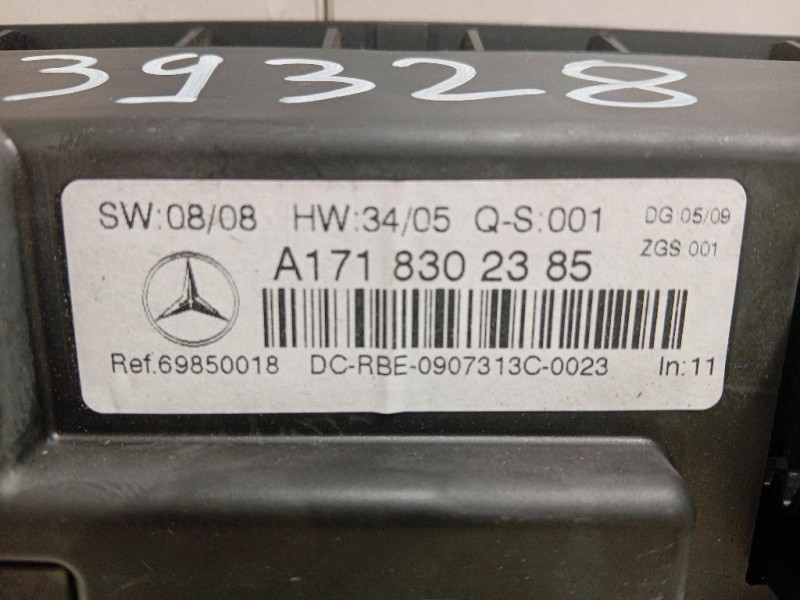 39328
SW:08/08 HW:34/05 Q-S:001 DG:05/09
ZGS 001
A171 830 23 85
Ref.69850018 DC-RBE-0907313C-0023 In:11